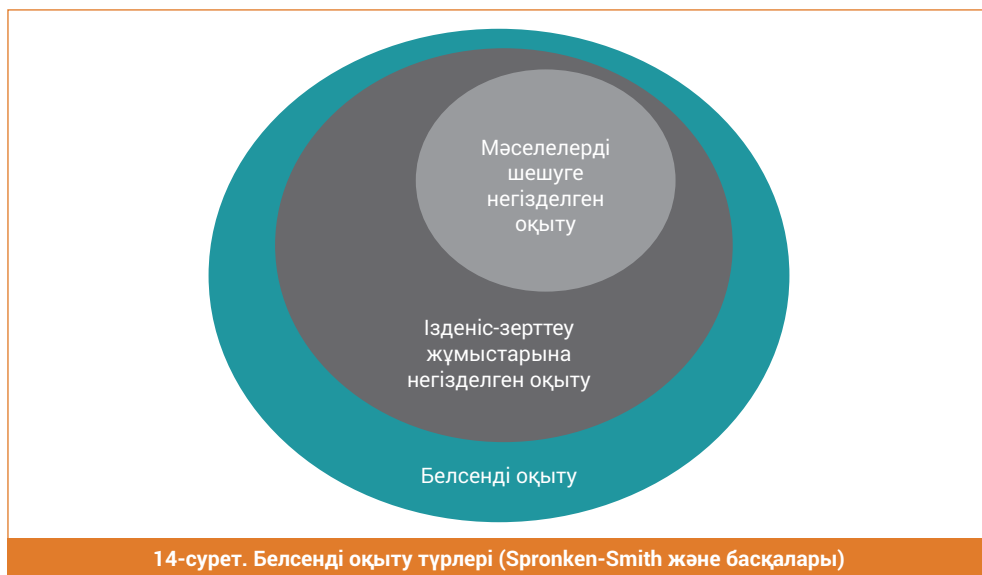 Мәселелерді
шешуге
негізделген
оқыту
Ізденіс-зерттеу
жұмыстарына
негізделген оқыту
Белсенді оқыту
14-сурет. Белсенді оқыту түрлері (Spronken-Smith және басқалары)